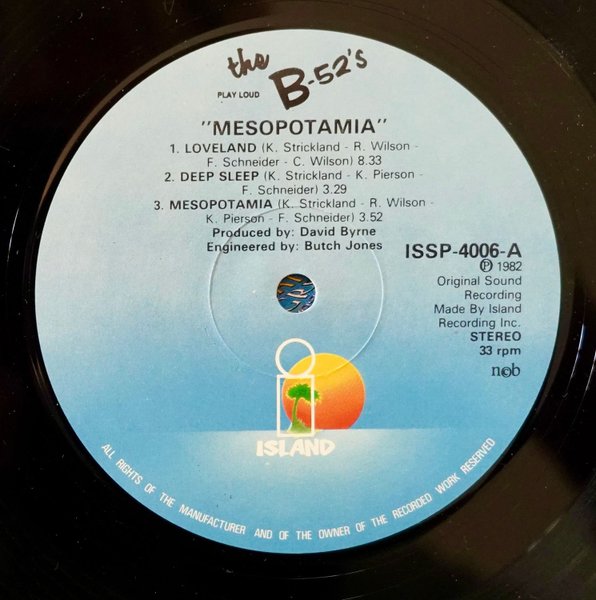 the B-52's
PLAY LOUD
"MESOPOTAMIA"
1. LOVELAND (K. Strickland - R. Wilson -
F. Schneider - C. Wilson) 8.33
2. DEEP SLEEP (K. Strickland - K. Pierson -
F. Schneider) 3.29
3. MESOPOTAMIA (K. Strickland - R. Wilson -
K. Pierson - F. Schneider) 3.52
Produced by: David Byrne
Engineered by: Butch Jones
ISSP-4006-A
℗ 1982
Original Sound
Recording
Made By Island
Recording Inc.
STEREO
33 rpm
ncb
i
ISLAND
ALL RIGHTS OF THE MANUFACTURER AND OF THE OWNER OF THE RECORDED WORK RESERVED